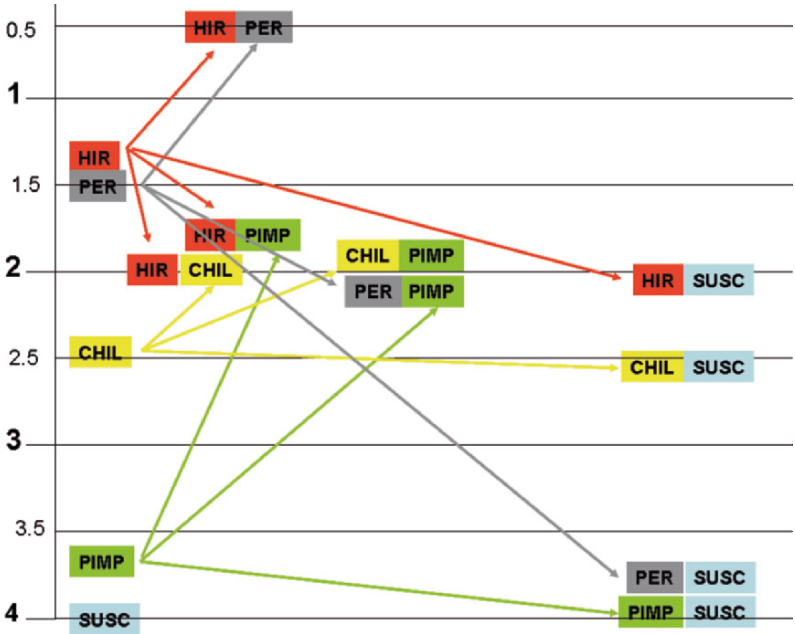 0.5
HIR PER
1
HIR
PER
1.5
HIR PIMP
CHIL PIMP
2
HIR CHIL
HIR SUSC
PER PIMP
CHIL
2.5
CHIL SUSC
3
3.5
PIMP
PER SUSC
4
SUSC
PIMP SUSC